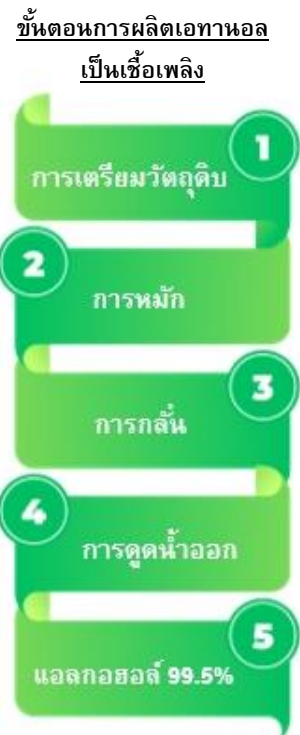 ขั้นตอนการผลิตเอทานอล
เป็นเชื้อเพลิง
1
การเตรียมวัตถุดิบ
2
การหมัก
3
การกลั่น
4
การดูดน้ำออก
5
แอลกอฮอล์ 99.5%